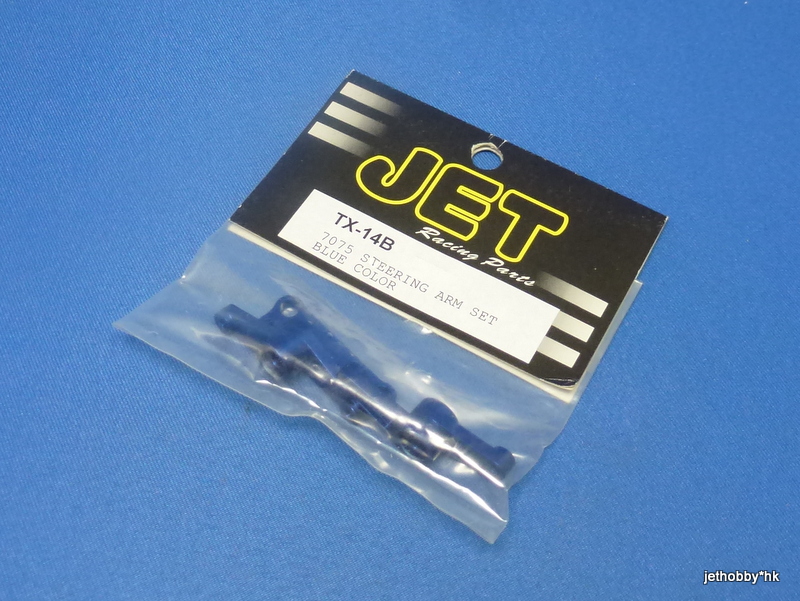 JET
Racing Parts
TX-14B
7075 STEERING ARM SET
BLUE COLOR
jethobby*hk